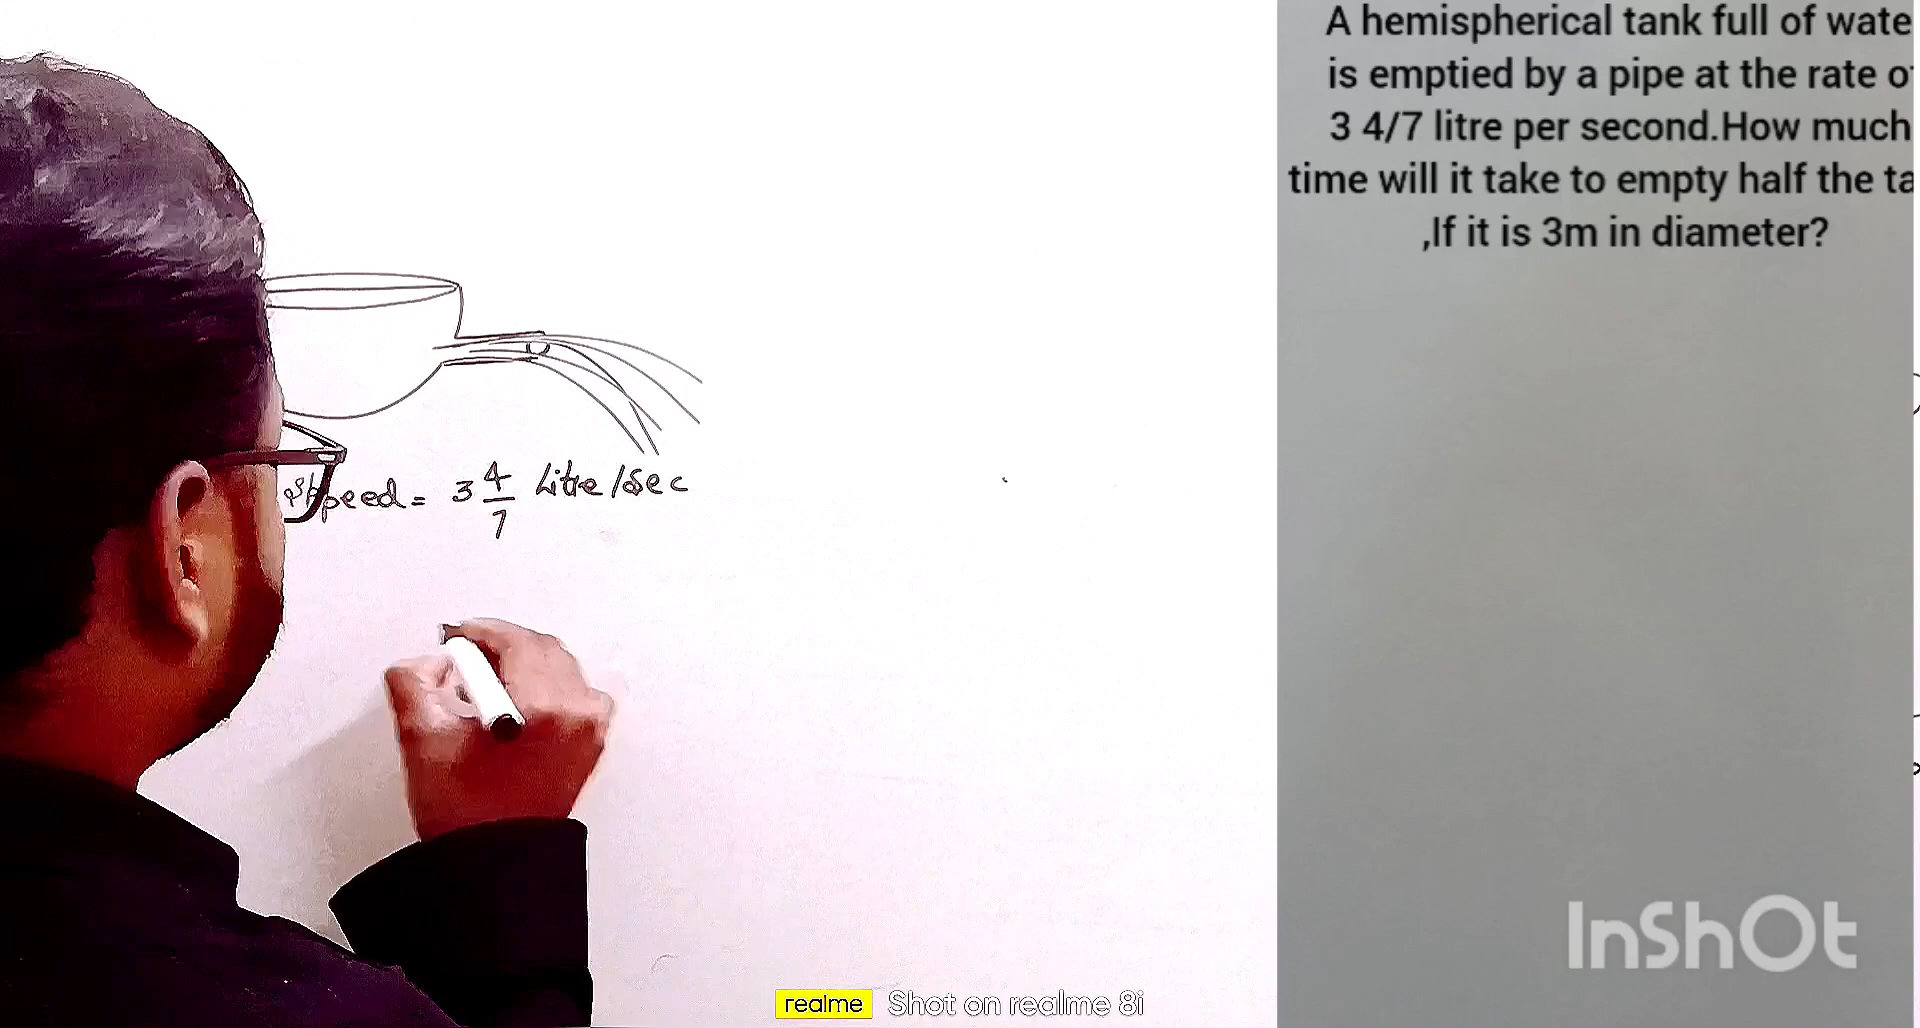 A hemispherical tank full of wate
is emptied by a pipe at the rate o
3 4/7 litre per second.How much
time will it take to empty half the ta
,If it is 3m in diameter?
Speed = 3 4/7 Litre/Sec
InShOt
realme Shot on realme 8i